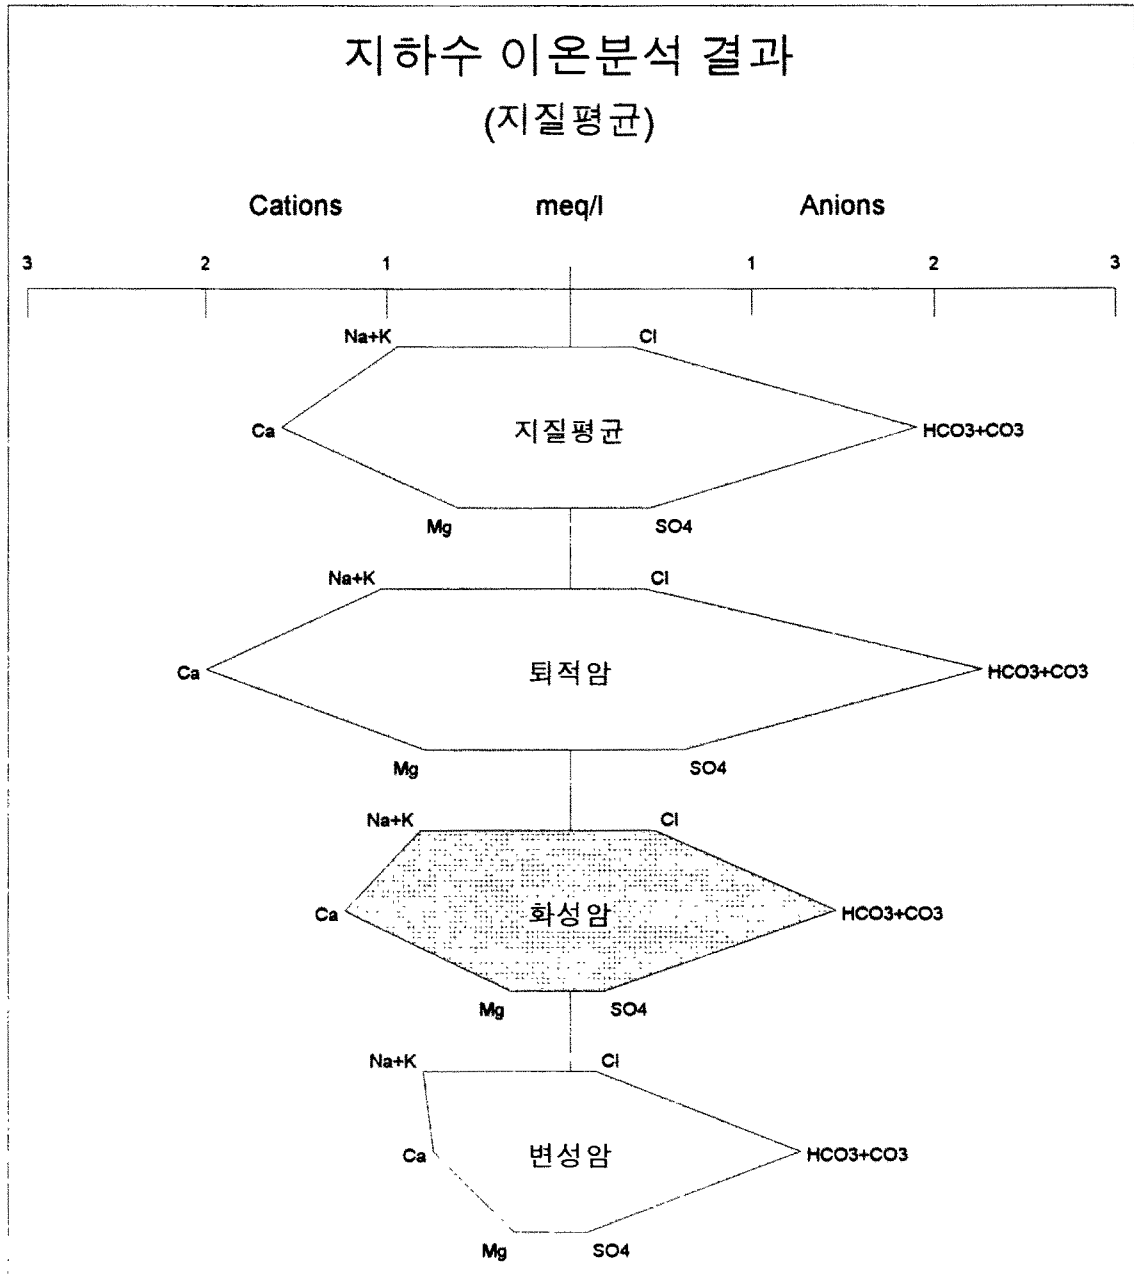 지하수 이온분석 결과
(지질평균)
Cations meq/l Anions
3 2 1 1 2 3
Na+K Cl
Ca 지질평균 HCO3+CO3
Mg SO4
Na+K Cl
Ca 퇴적암 HCO3+CO3
Mg SO4
Na+K Cl
Ca 화성암 HCO3+CO3
Mg SO4
Na+K Cl
Ca 변성암 HCO3+CO3
Mg SO4